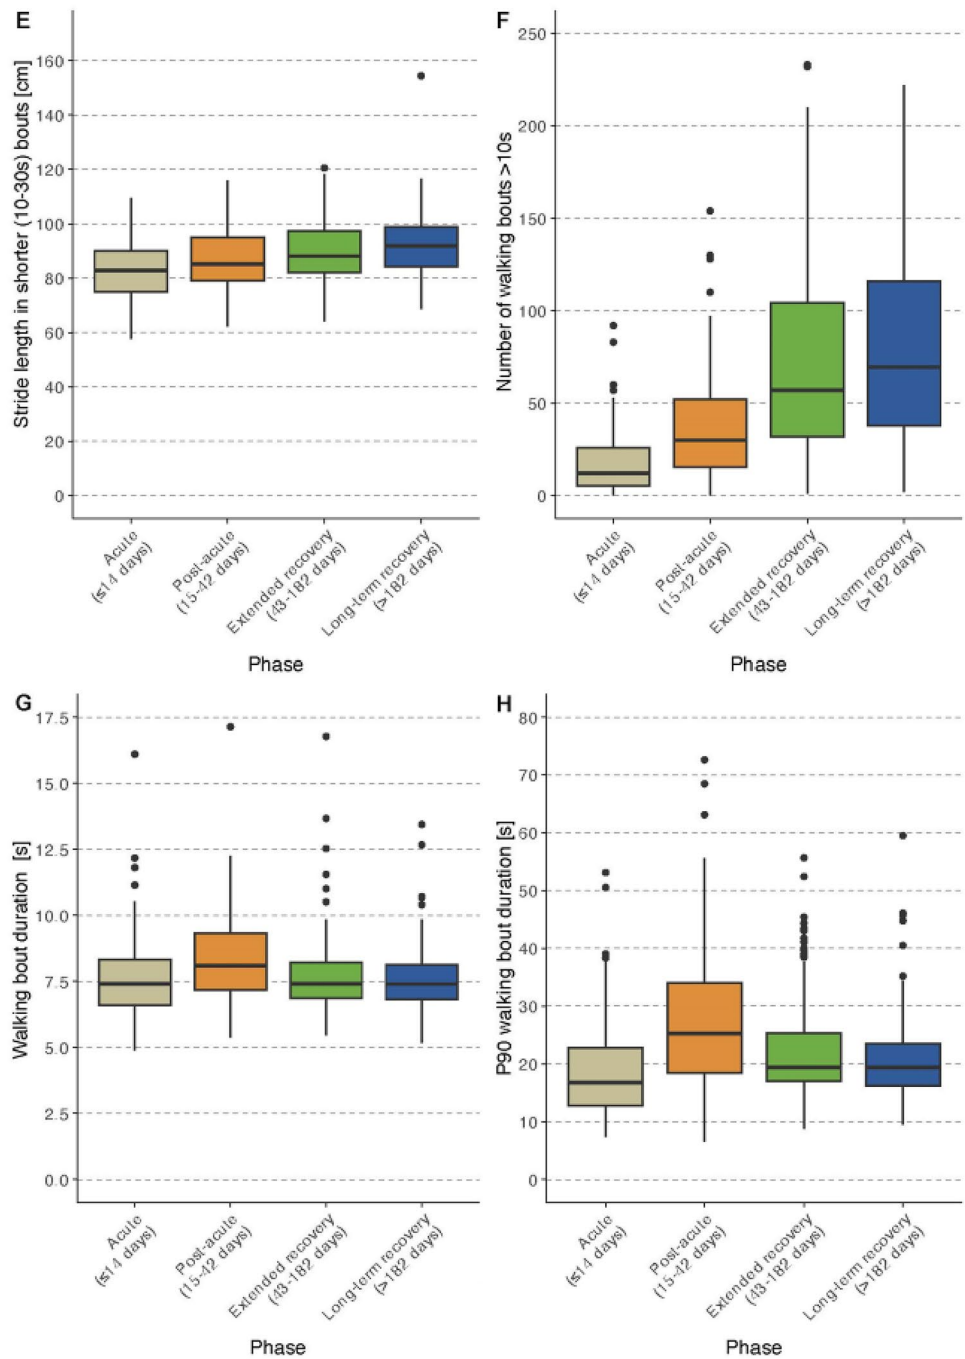 E
Stride length in shorter (10-30s) bouts [cm]
160
140
120
100
80
60
40
20
0
Acute
(≤14 days)
Post-acute
(15-42 days)
Extended recovery
(43-182 days)
Long-term recovery
(>182 days)
Phase
F
Number of walking bouts >10s
250
200
150
100
50
0
Acute
(≤14 days)
Post-acute
(15-42 days)
Extended recovery
(43-182 days)
Long-term recovery
(>182 days)
Phase
G
Walking bout duration [s]
17.5
15.0
12.5
10.0
7.5
5.0
2.5
0.0
Acute
(≤14 days)
Post-acute
(15-42 days)
Extended recovery
(43-182 days)
Long-term recovery
(>182 days)
Phase
H
P90 walking bout duration [s]
80
70
60
50
40
30
20
10
0
Acute
(≤14 days)
Post-acute
(15-42 days)
Extended recovery
(43-182 days)
Long-term recovery
(>182 days)
Phase